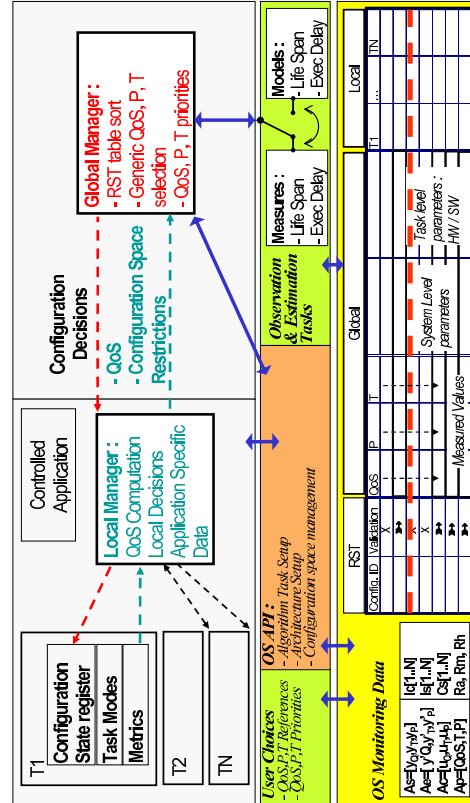 Controlled
Application
T1
Configuration
State register
Task Modes
Metrics
T2
TN
Local Manager :
QoS Computation
Local Decisions
Application Specific
Data
Configuration
Decisions
- QoS
- Configuration Space
Restrictions
Global Manager :
- RST table sort
- Generic QoS, P, T
selection
- QoS, P, T priorities
User Choices
- QoS,P,T References
- QoS,P,T Priorities
OS API :
- Algorithm Task Setup
- Architecture Setup
- Configuration space management
Observation
& Estimation
Tasks
Measures :
- Life Span
- Exec Delay
Models :
- Life Span
- Exec Delay
OS Monitoring Data
Ic[1..N]
Is[1..N]
Cs[1..N]
Ra, Rm, Rh
Ap=[QoS,T,P]
RST
Global
Local
Config. ID
Validation
QoS
P
T
T1
...
TN
X
X
X
System Level
parameters
Task level
parameters :
HW / SW
Measured Values